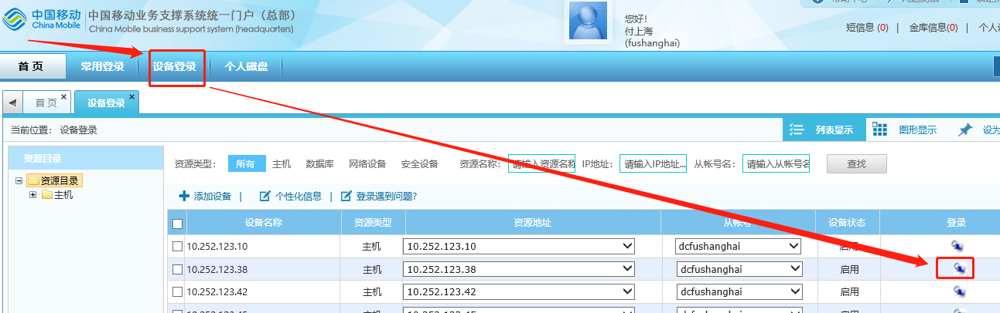 中国移动 中国移动业务支撑系统统一门户（总部）
China Mobile China Mobile business support system (headquarters)
您好！
付上海
(fushanghai)
短信息 (0) | 金库信息(0) | 个人
首 页 常用登录 设备登录 个人磁盘
首 页 设备登录
当前位置： 设备登录 列表显示 图形显示 设为
资源目录
资源目录
主机
资源类型： 所有 主机 数据库 网络设备 安全设备 资源名称： 请输入资源名称 IP地址： 请输入IP地址... 从帐号名： 请输入从帐号名 查找
添加设备 | 个性化信息 | 登录遇到问题?
设备名称 资源类型 资源地址 从帐号 设备状态 登录
10.252.123.10 主机 10.252.123.10 dcfushanghai 启用
10.252.123.38 主机 10.252.123.38 dcfushanghai 启用
10.252.123.42 主机 10.252.123.42 dcfushanghai 启用